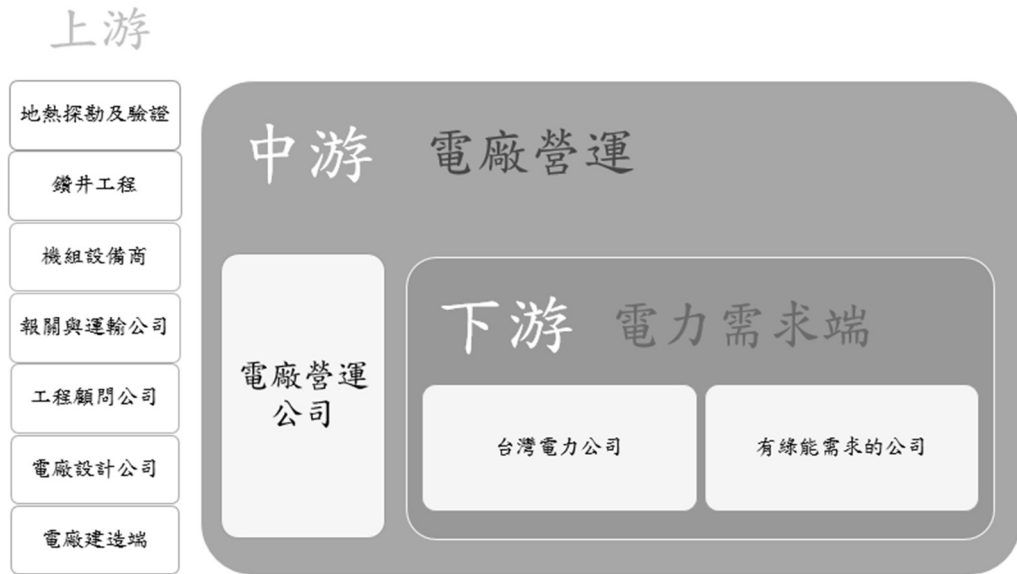 上游
地熱探勘及驗證
鑽井工程
機組設備商
報關與運輸公司
工程顧問公司
電廠設計公司
電廠建造端
中游 電廠營運
電廠營運
公司
下游 電力需求端
台灣電力公司
有綠能需求的公司